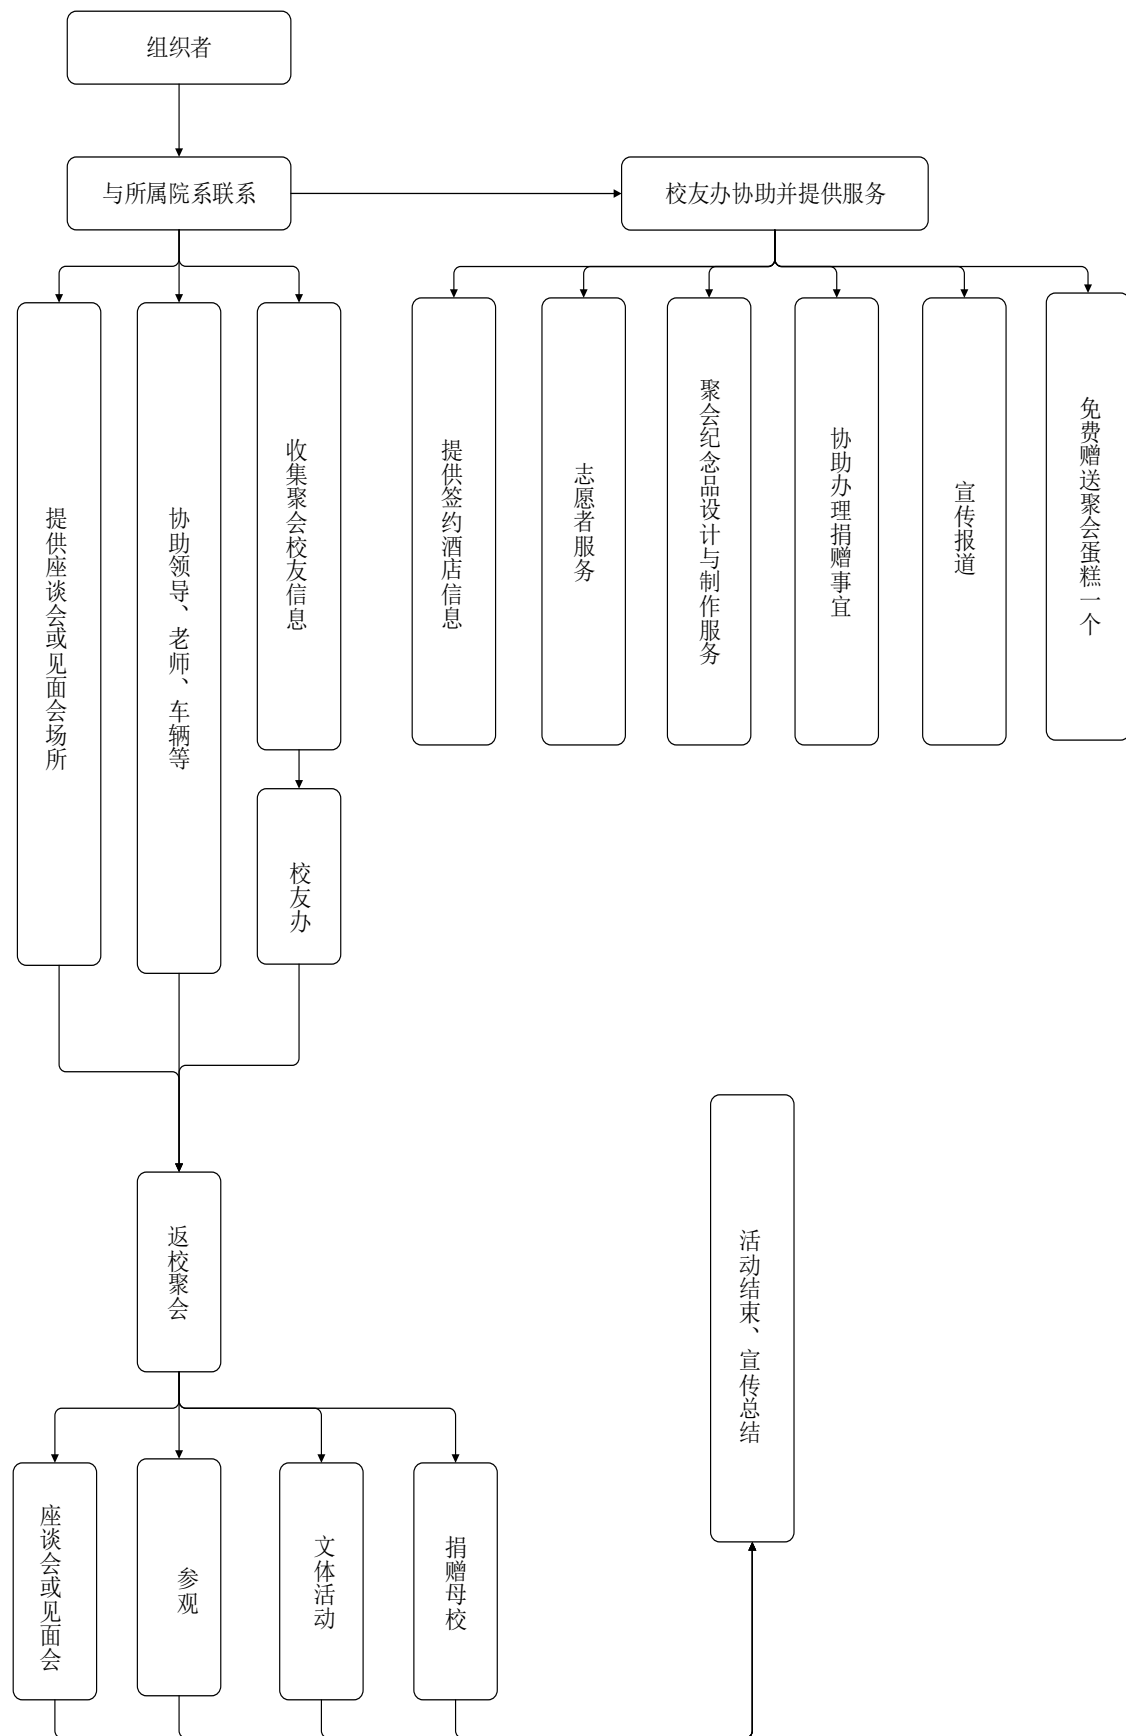 组织者
与所属院系联系
校友办协助并提供服务
提供座谈会或见面会场所
协助领导、老师、车辆等
收集聚会校友信息
提供签约酒店信息
志愿者服务
聚会纪念品设计与制作服务
协助办理捐赠事宜
宣传报道
免费赠送聚会蛋糕一个
校友办
返校聚会
活动结束、宣传总结
座谈会或见面会
参观
文体活动
捐赠母校